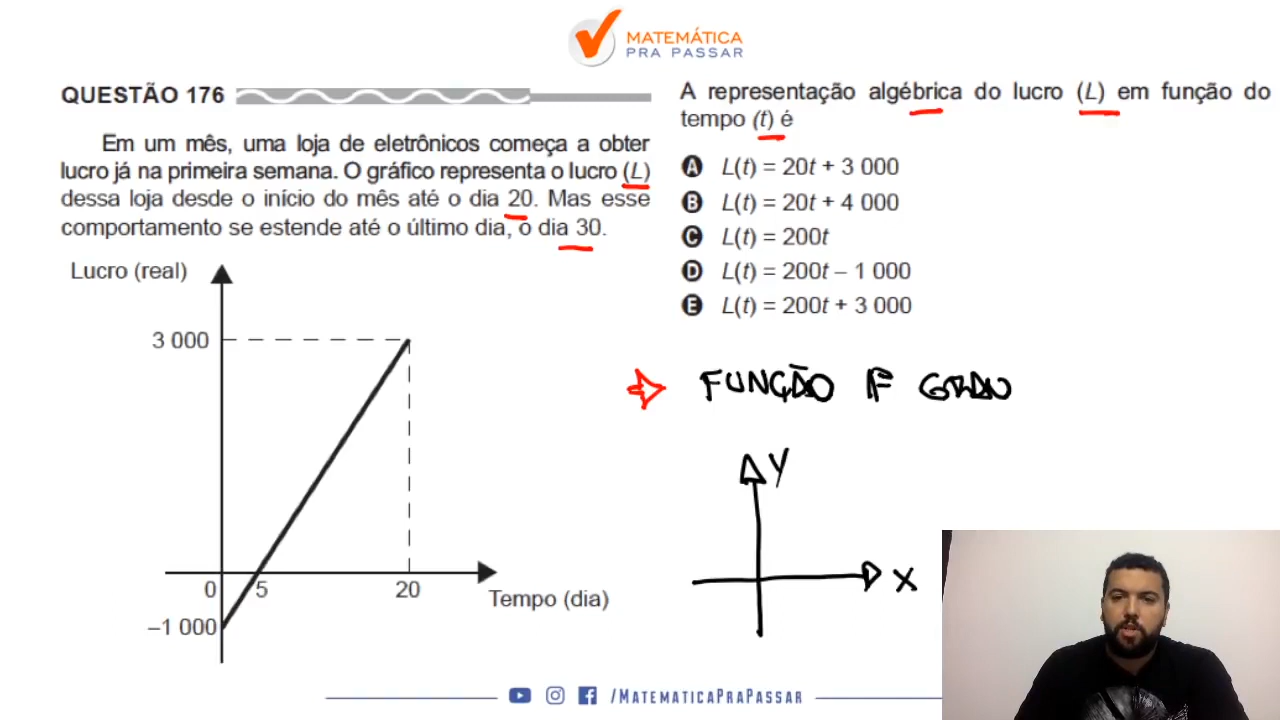 MATEMÁTICA
PRA PASSAR
QUESTÃO 176
Em um mês, uma loja de eletrônicos começa a obter
lucro já na primeira semana. O gráfico representa o lucro (L)
dessa loja desde o início do mês até o dia 20. Mas esse
comportamento se estende até o último dia, o dia 30.
Lucro (real)
3 000
0
5
20
Tempo (dia)
–1 000
A representação algébrica do lucro (L) em função do
tempo (t) é
A L(t) = 20t + 3 000
B L(t) = 20t + 4 000
C L(t) = 200t
D L(t) = 200t – 1 000
E L(t) = 200t + 3 000
FUNÇÃO 1º GRAU
Y
X
/MATEMATICAPRAPASSAR